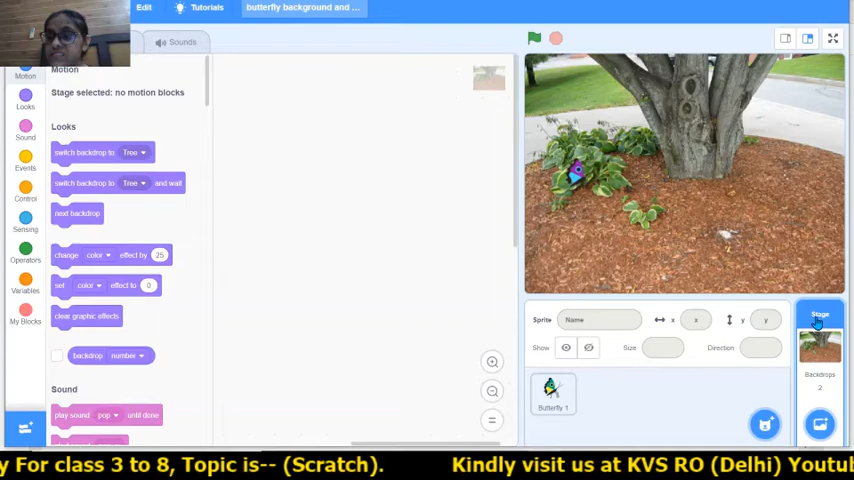 Edit Tutorials butterfly background and ...
Sounds
Motion
Motion
Stage selected: no motion blocks
Looks
Looks
Sound
switch backdrop to Tree
Events
switch backdrop to Tree and wait
Control
next backdrop
Sensing
change color effect by 25
Operators
set color effect to 0
Variables
clear graphic effects
My Blocks
backdrop number
Sound
play sound pop until done
Sprite Name x x y y
Show Size Direction
Stage
Backdrops
2
Butterfly 1
y For class 3 to 8, Topic is-- (Scratch). Kindly visit us at KVS RO (Delhi) Youtub